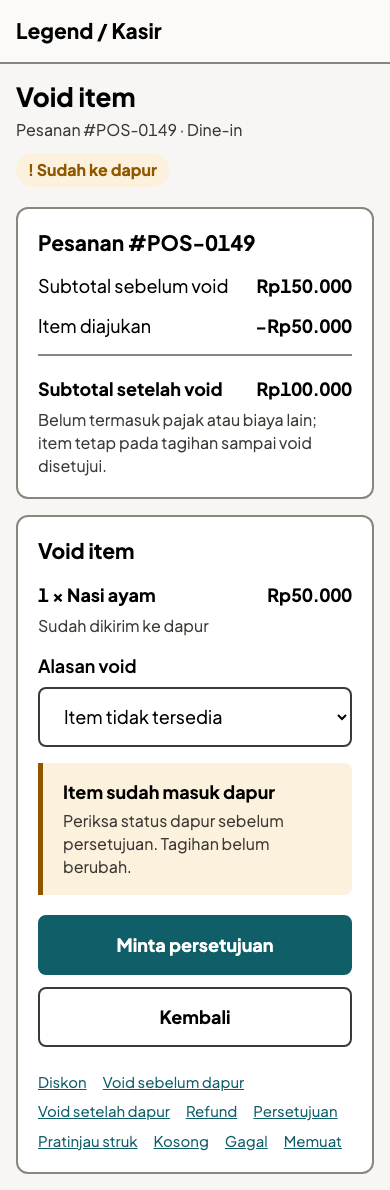 Legend / Kasir
Void item
Pesanan #POS-0149 · Dine-in
! Sudah ke dapur
Pesanan #POS-0149
Subtotal sebelum void Rp150.000
Item diajukan −Rp50.000
Subtotal setelah void Rp100.000
Belum termasuk pajak atau biaya lain;
item tetap pada tagihan sampai void
disetujui.
Void item
1 × Nasi ayam Rp50.000
Sudah dikirim ke dapur
Alasan void
Item tidak tersedia
Item sudah masuk dapur
Periksa status dapur sebelum
persetujuan. Tagihan belum
berubah.
Minta persetujuan
Kembali
Diskon Void sebelum dapur
Void setelah dapur Refund Persetujuan
Pratinjau struk Kosong Gagal Memuat